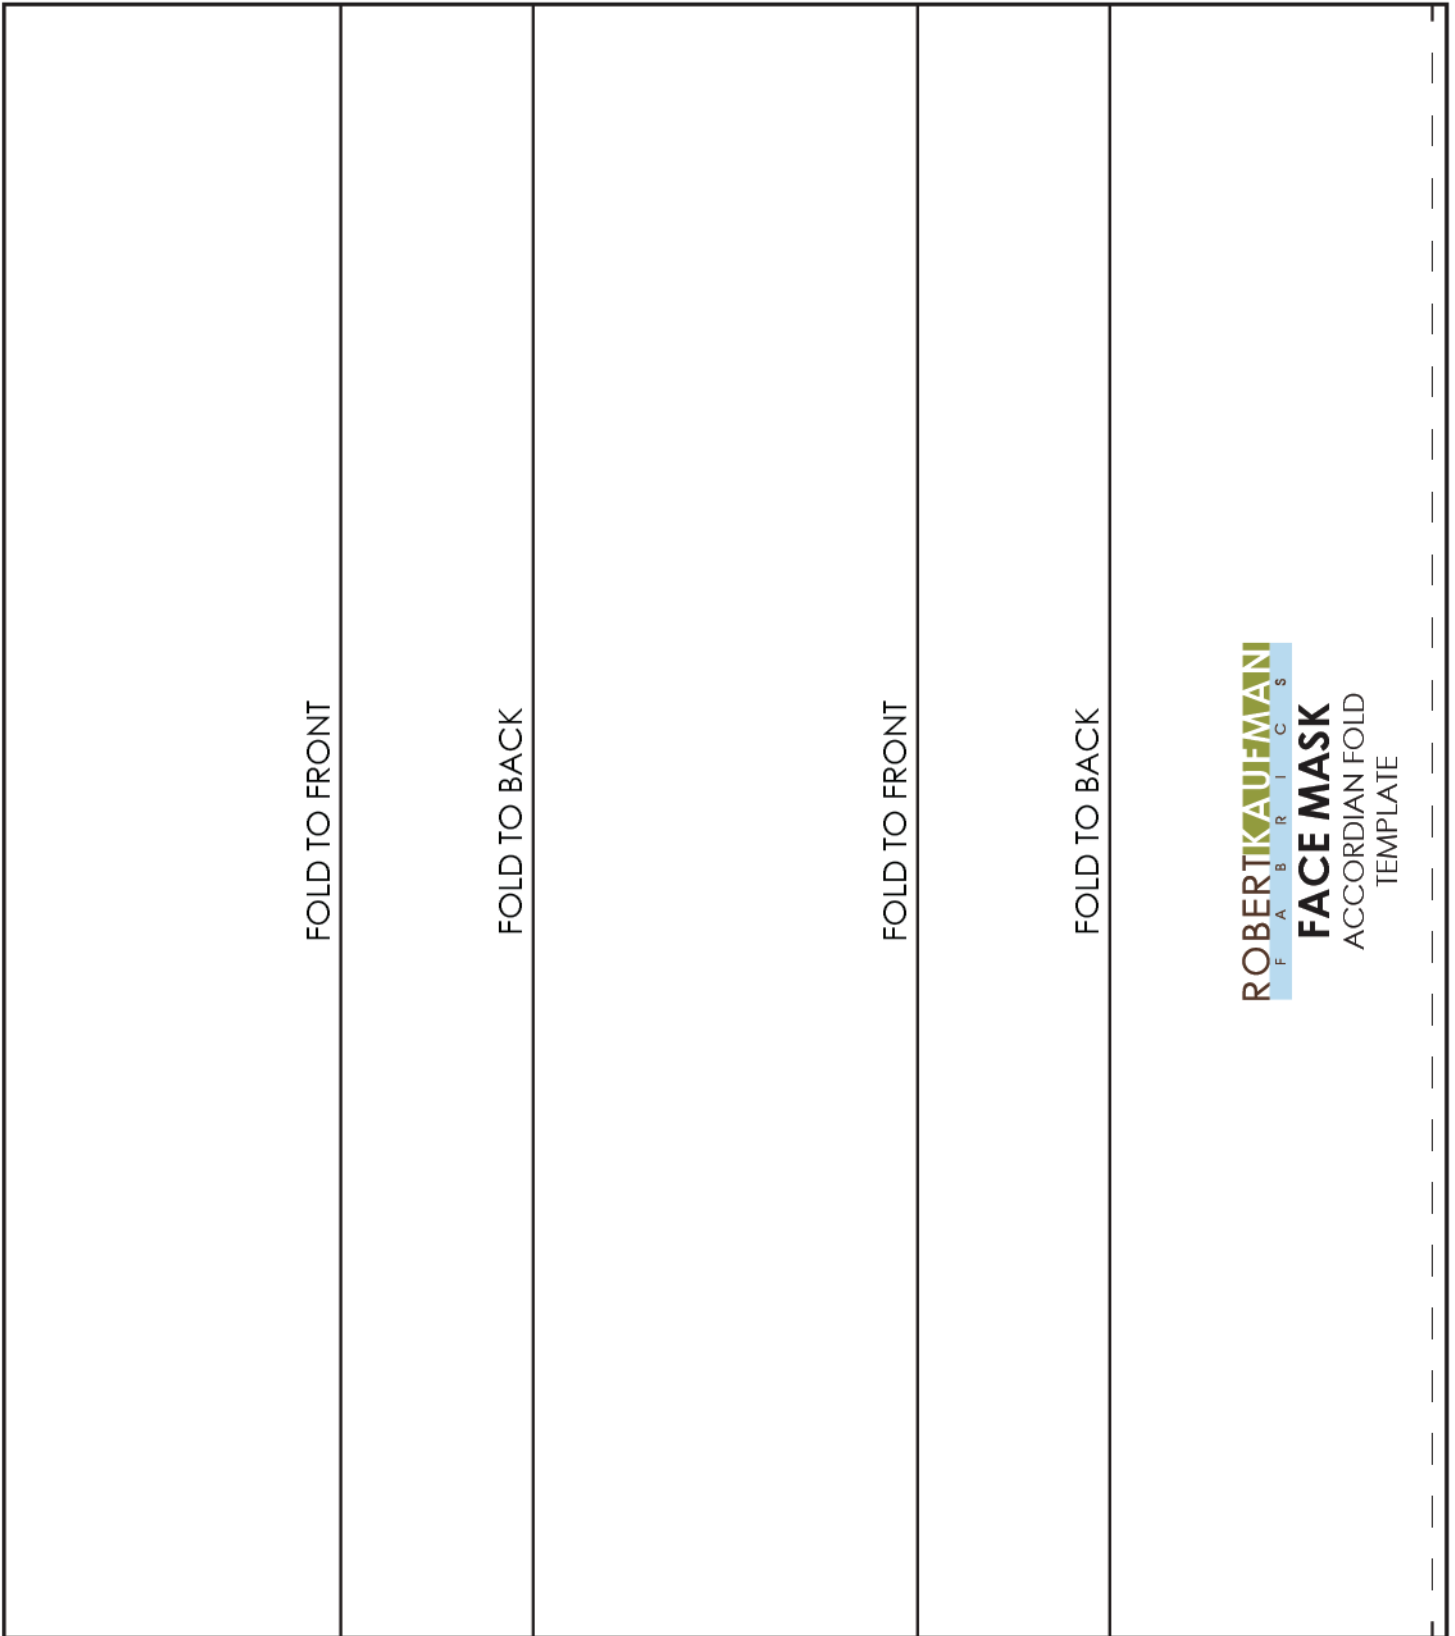 FOLD TO FRONT
FOLD TO BACK
FOLD TO FRONT
FOLD TO BACK
ROBERTKAUFMAN
FABRICS
FACE MASK
ACCORDIAN FOLD
TEMPLATE